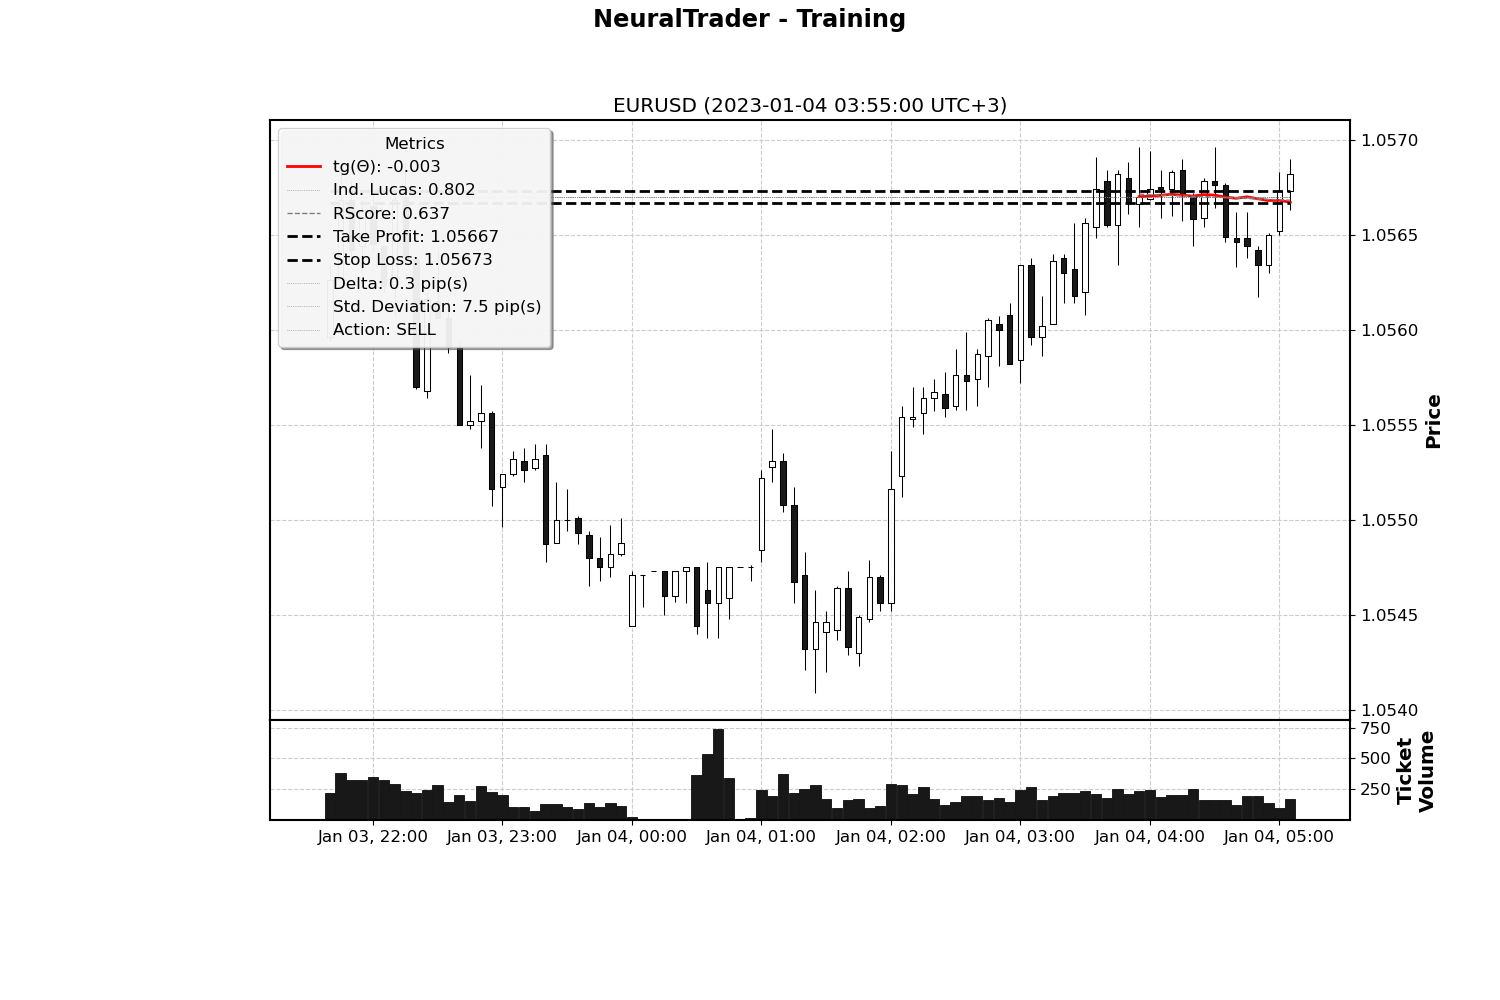 NeuralTrader - Training
EURUSD (2023-01-04 03:55:00 UTC+3)
Metrics
tg(Θ): -0.003
Ind. Lucas: 0.802
RScore: 0.637
Take Profit: 1.05667
Stop Loss: 1.05673
Delta: 0.3 pip(s)
Std. Deviation: 7.5 pip(s)
Action: SELL
1.0570
1.0565
1.0560
1.0555
1.0550
1.0545
1.0540
Price
750
500
250
Ticket
Volume
Jan 03, 22:00
Jan 03, 23:00
Jan 04, 00:00
Jan 04, 01:00
Jan 04, 02:00
Jan 04, 03:00
Jan 04, 04:00
Jan 04, 05:00